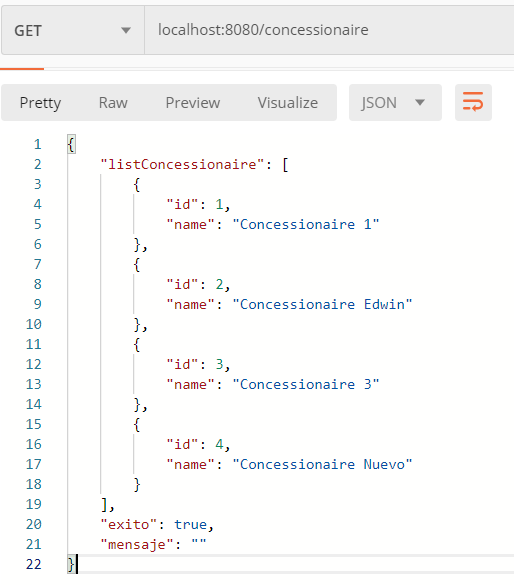 GET localhost:8080/concessionaire
Pretty Raw Preview Visualize JSON
1 {
2 "listConcessionaire": [
3 {
4 "id": 1,
5 "name": "Concessionaire 1"
6 },
7 {
8 "id": 2,
9 "name": "Concessionaire Edwin"
10 },
11 {
12 "id": 3,
13 "name": "Concessionaire 3"
14 },
15 {
16 "id": 4,
17 "name": "Concessionaire Nuevo"
18 }
19 ],
20 "exito": true,
21 "mensaje": ""
22 }